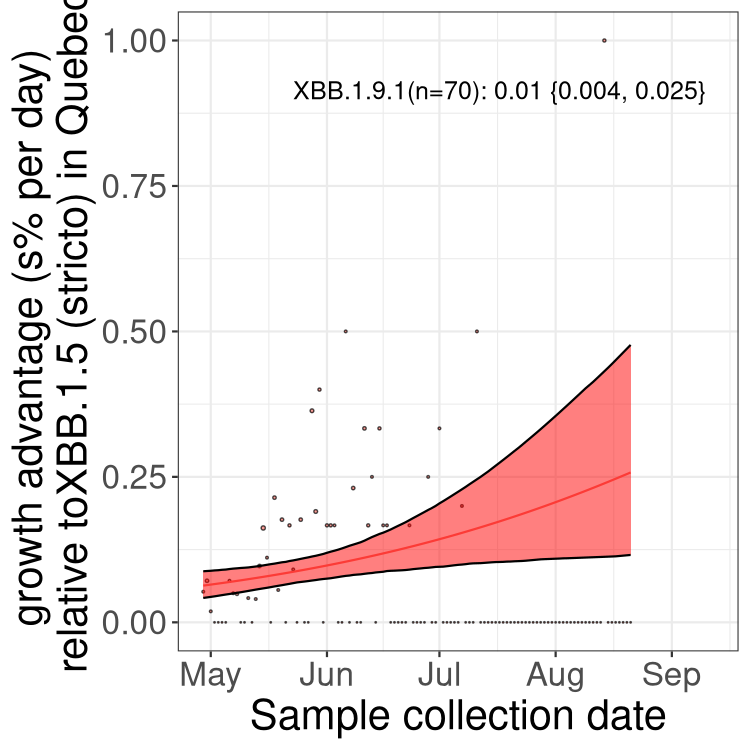 growth advantage (s% per day)
relative toXBB.1.5 (stricto) in Quebec
1.00
0.75
0.50
0.25
0.00
XBB.1.9.1(n=70): 0.01 {0.004, 0.025}
May Jun Jul Aug Sep
Sample collection date